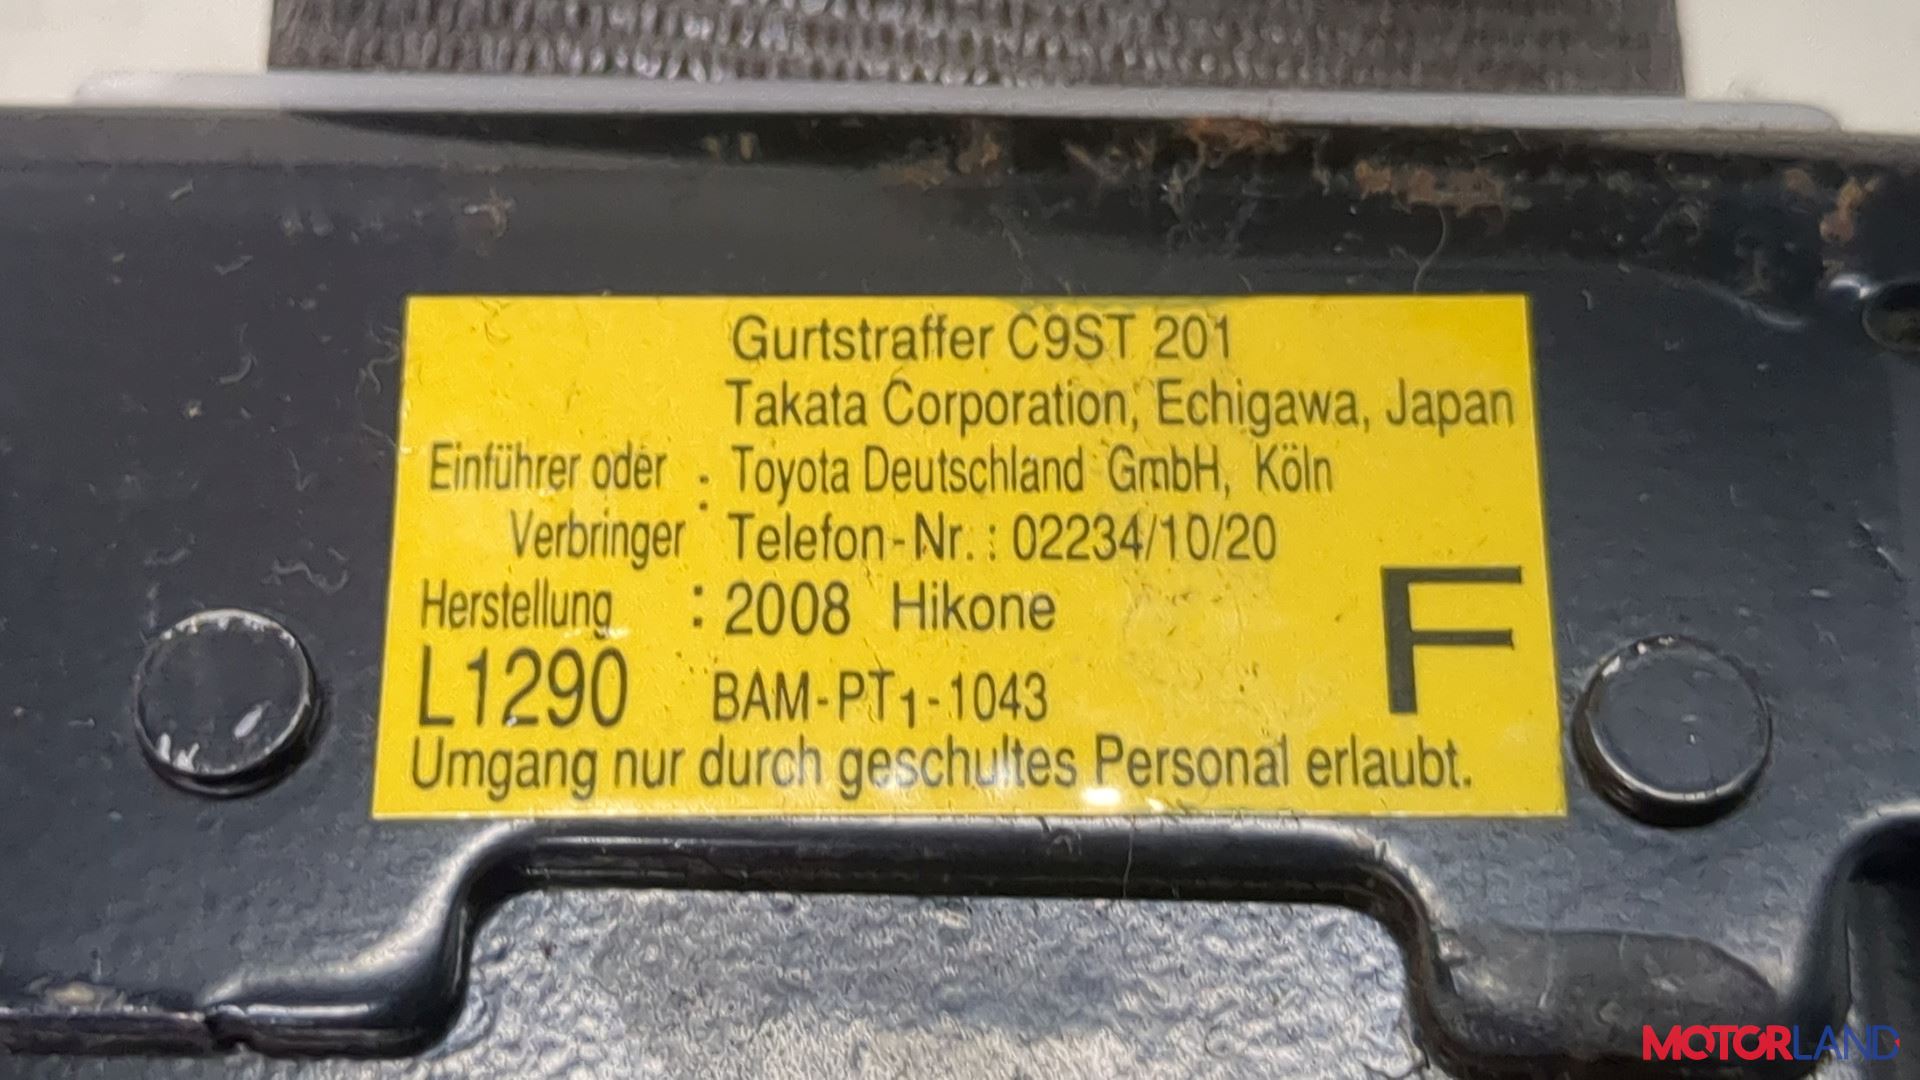 Gurtstraffer C9ST 201
Takata Corporation, Echigawa, Japan
Einführer oder : Toyota Deutschland GmbH, Köln
Verbringer Telefon-Nr. : 02234/10/20
Herstellung : 2008 Hikone
F
L1290 BAM-PT1-1043
Umgang nur durch geschultes Personal erlaubt.
MOTORLAND